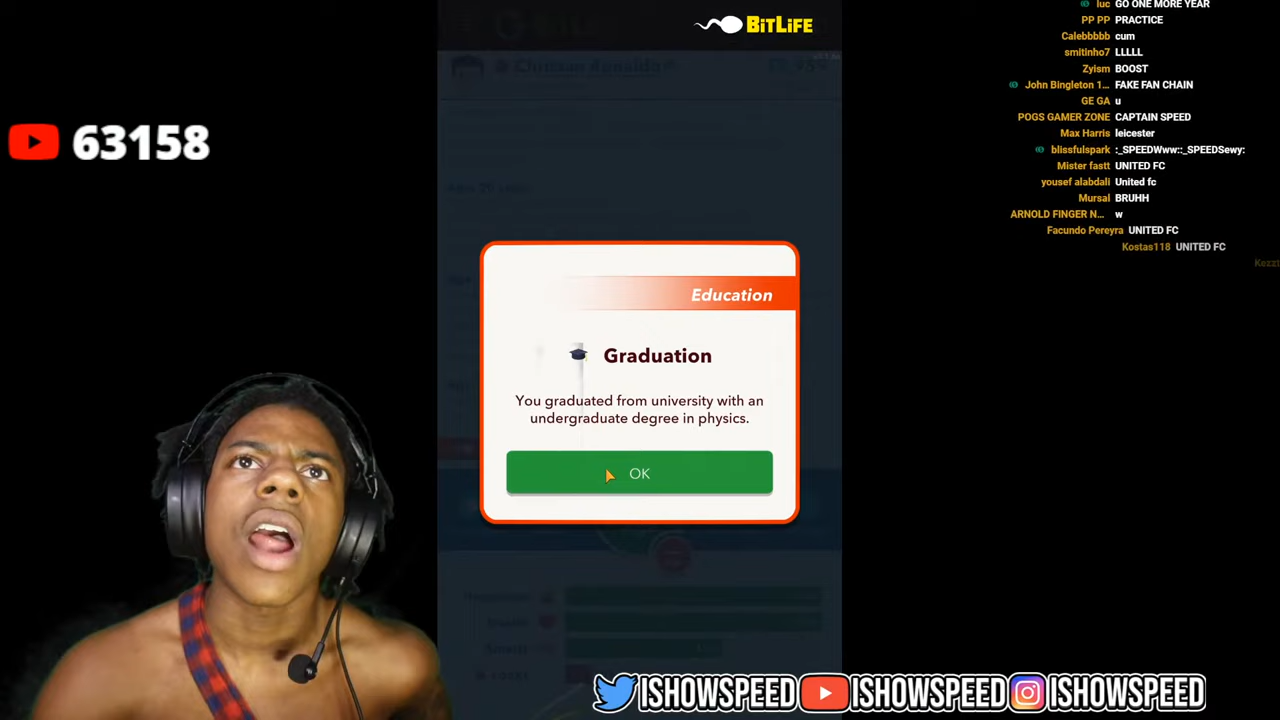 BITLIFE
63158
Education
Graduation
You graduated from university with an
undergraduate degree in physics.
OK
luc GO ONE MORE YEAR
PP PP PRACTICE
Calebbbbb cum
smitinho7 LLLLL
Zyism BOOST
John Bingleton 1... FAKE FAN CHAIN
GE GA u
POGS GAMER ZONE CAPTAIN SPEED
Max Harris leicester
blissfulspark :_SPEEDWww::_SPEEDSewy:
Mister fastt UNITED FC
yousef alabdali United fc
Mursal BRUHH
ARNOLD FINGER N... w
Facundo Pereyra UNITED FC
Kostas118 UNITED FC
ISHOWSPEED ISHOWSPEED ISHOWSPEED